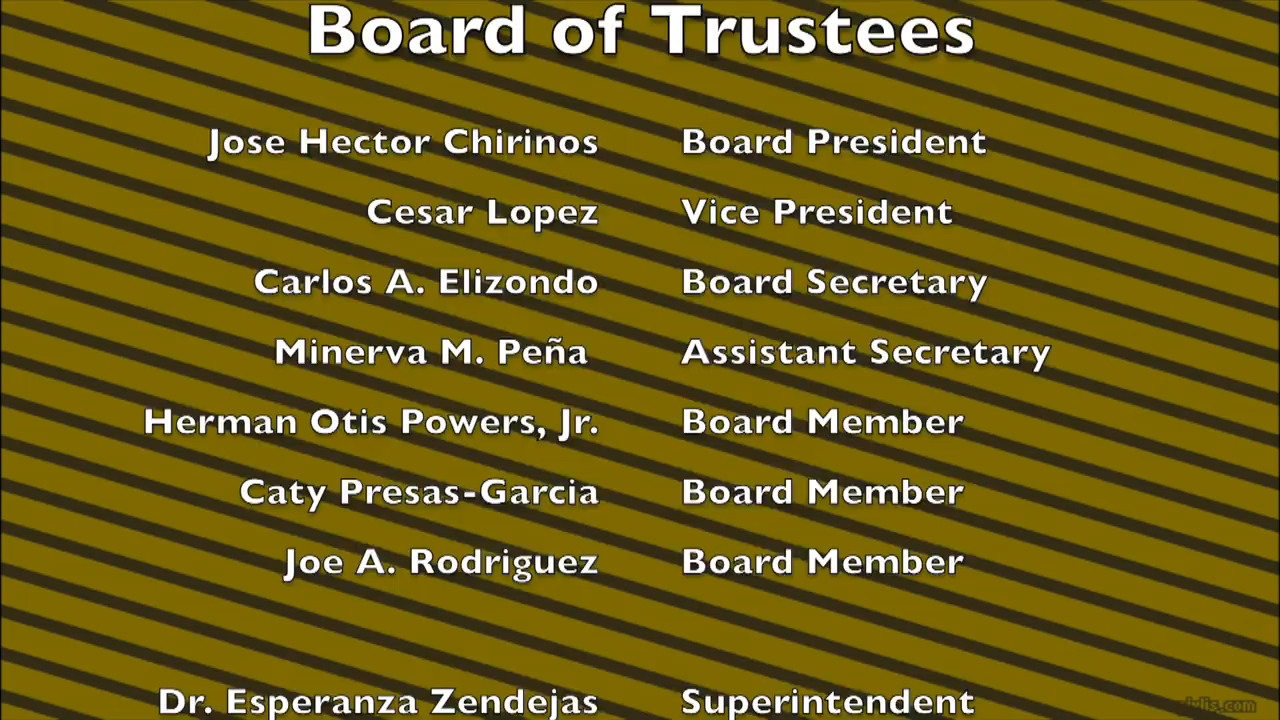 Board of Trustees
Jose Hector Chirinos Board President
Cesar Lopez Vice President
Carlos A. Elizondo Board Secretary
Minerva M. Peña Assistant Secretary
Herman Otis Powers, Jr. Board Member
Caty Presas-Garcia Board Member
Joe A. Rodriguez Board Member
Dr. Esperanza Zendejas Superintendent